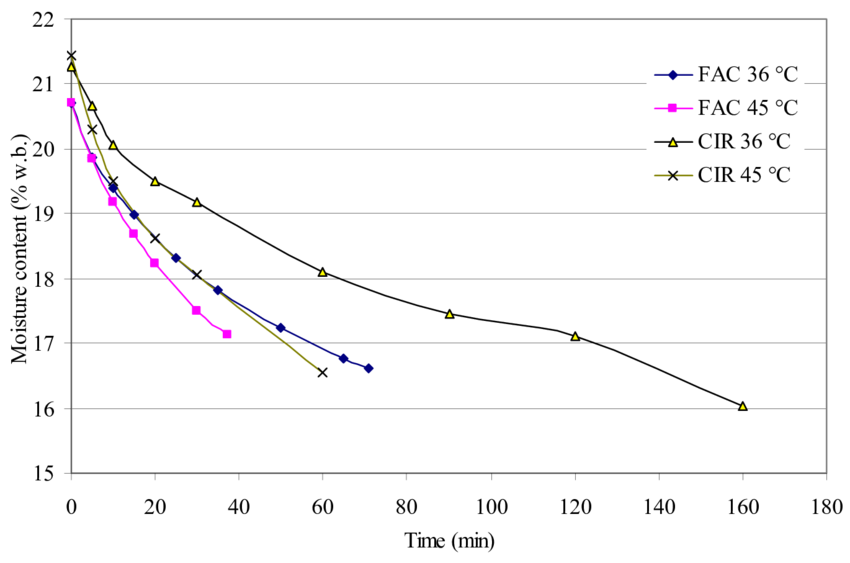 22
21
20
19
18
17
16
15
Moisture content (% w.b.)
FAC 36 °C
FAC 45 °C
CIR 36 °C
CIR 45 °C
0 20 40 60 80 100 120 140 160 180
Time (min)